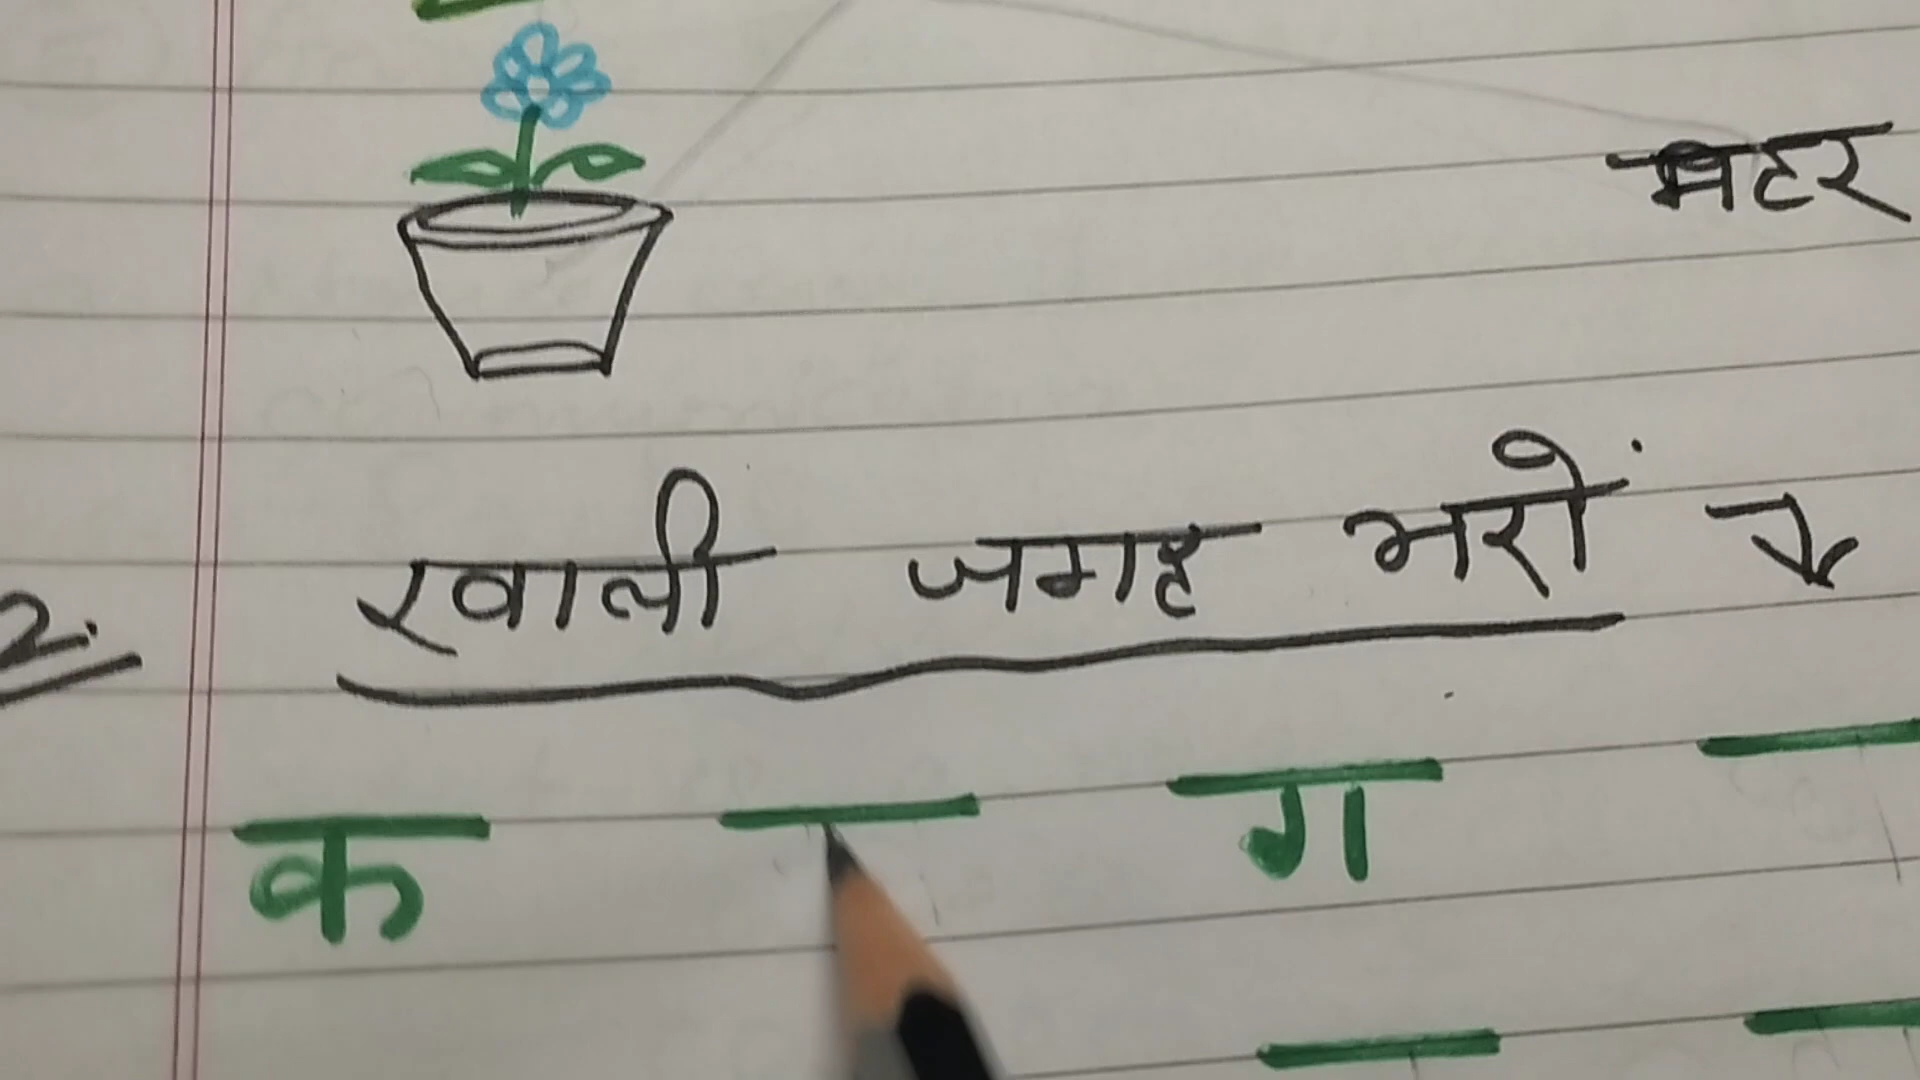 मटर
2. खाली जगह भरों
क ग